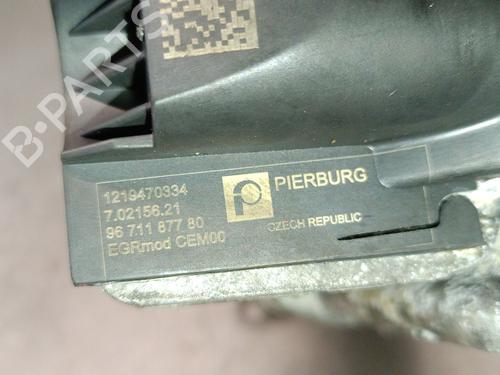 B-PARTS
1219470334
7.02156.21
96 711 877 80
EGRmod CEM00
P PIERBURG
CZECH REPUBLIC